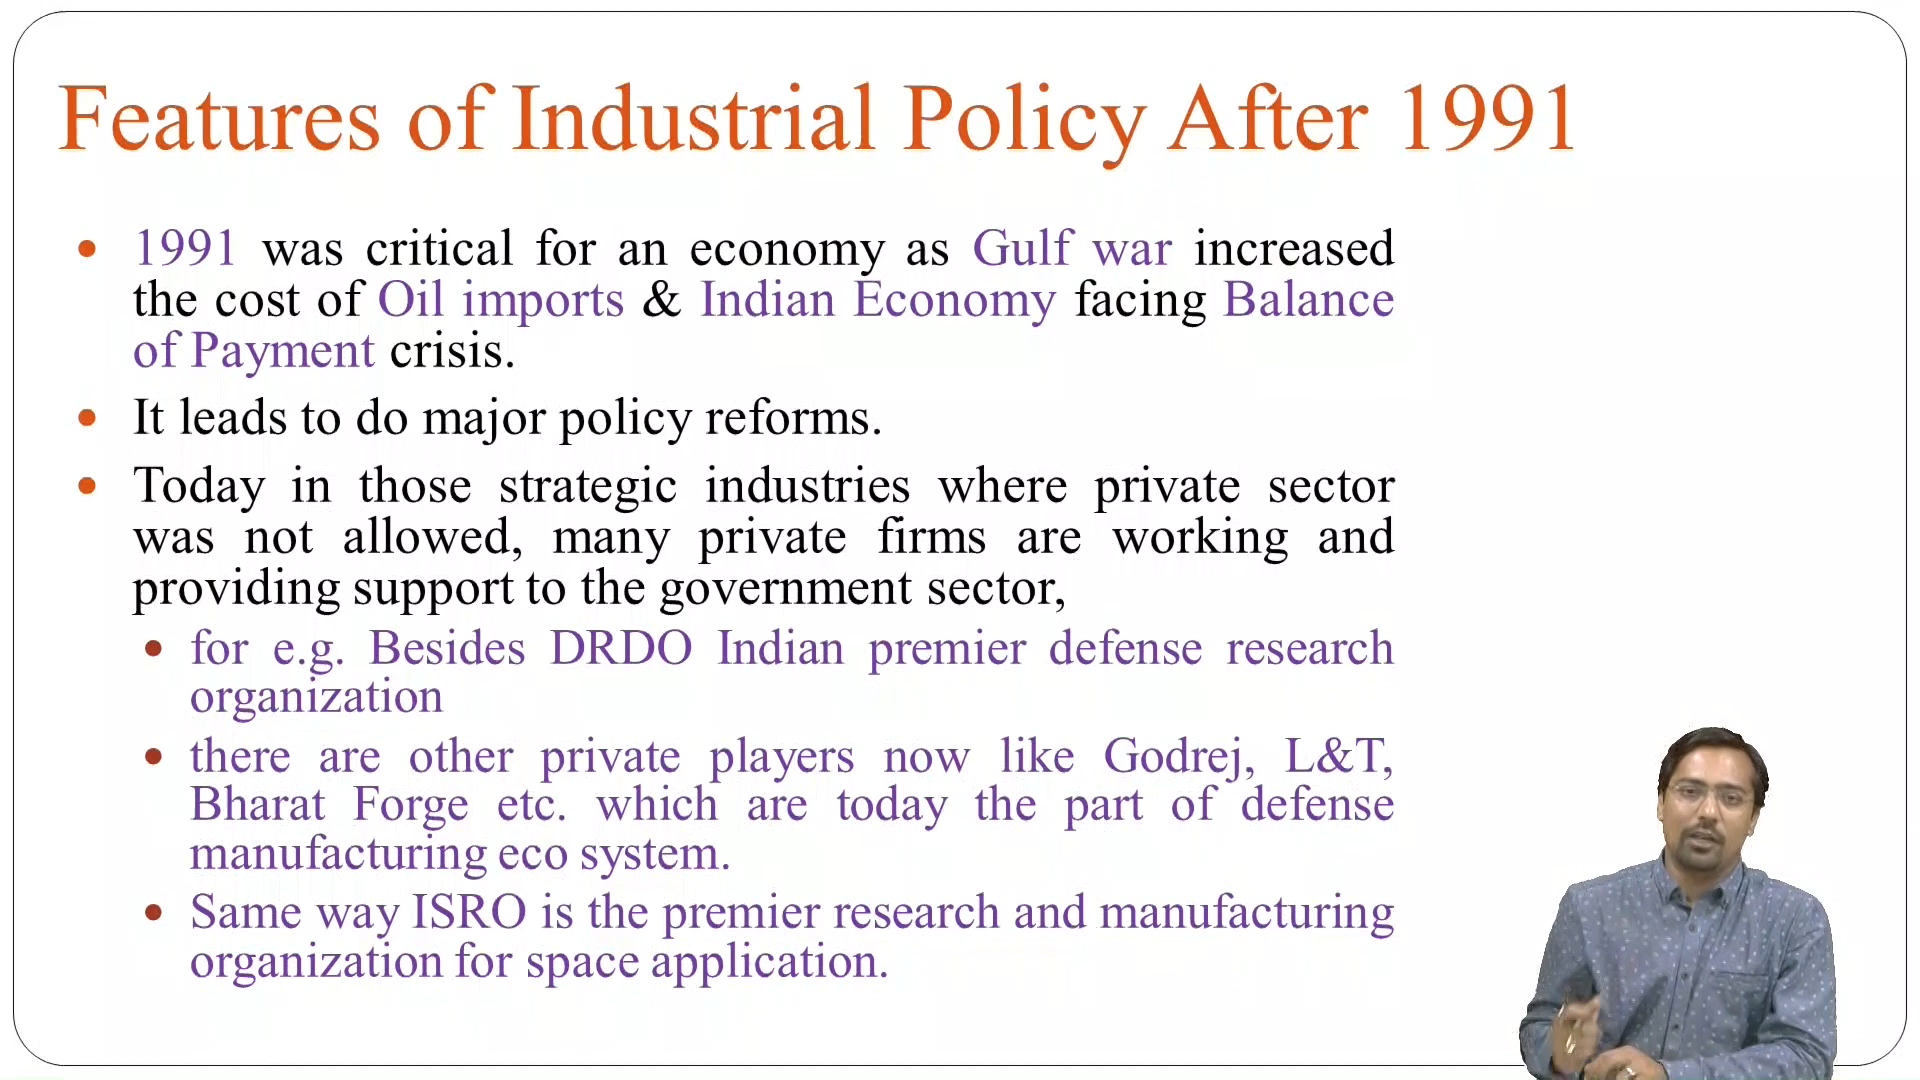 Features of Industrial Policy After 1991
• 1991 was critical for an economy as Gulf war increased
the cost of Oil imports & Indian Economy facing Balance
of Payment crisis.
• It leads to do major policy reforms.
• Today in those strategic industries where private sector
was not allowed, many private firms are working and
providing support to the government sector,
• for e.g. Besides DRDO Indian premier defense research
organization
• there are other private players now like Godrej, L&T,
Bharat Forge etc. which are today the part of defense
manufacturing eco system.
• Same way ISRO is the premier research and manufacturing
organization for space application.